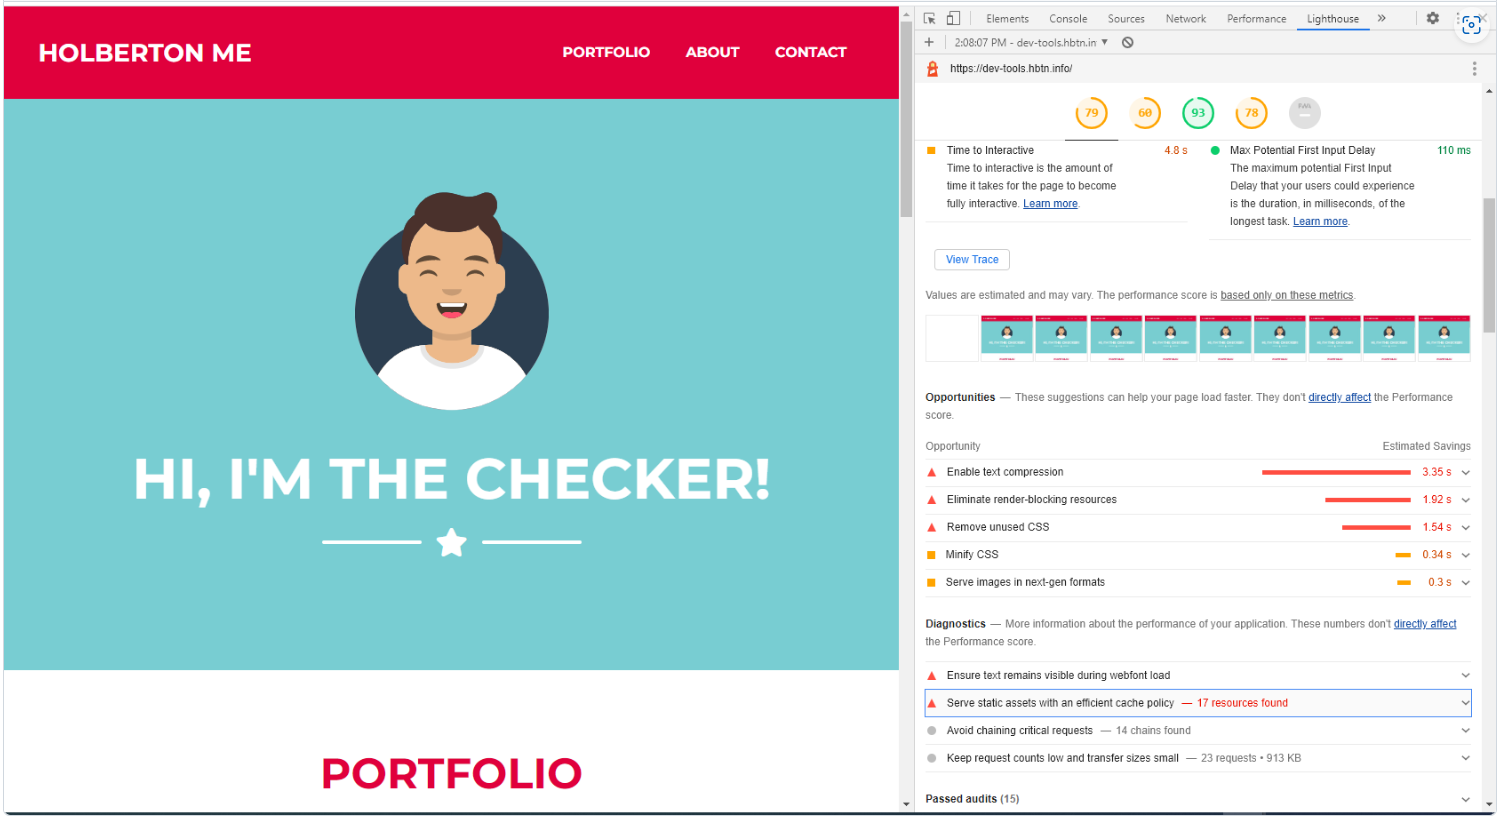 HOLBERTON ME
PORTFOLIO ABOUT CONTACT
HI, I'M THE CHECKER!
PORTFOLIO
Elements Console Sources Network Performance Lighthouse
2:08:07 PM - dev-tools.hbtn.in
https://dev-tools.hbtn.info/
79 60 93 78
Time to Interactive 4.8 s
Time to interactive is the amount of
time it takes for the page to become
fully interactive. Learn more.
Max Potential First Input Delay 110 ms
The maximum potential First Input
Delay that your users could experience
is the duration, in milliseconds, of the
longest task. Learn more.
View Trace
Values are estimated and may vary. The performance score is based only on these metrics.
Opportunities — These suggestions can help your page load faster. They don't directly affect the Performance
score.
Opportunity Estimated Savings
Enable text compression 3.35 s
Eliminate render-blocking resources 1.92 s
Remove unused CSS 1.54 s
Minify CSS 0.34 s
Serve images in next-gen formats 0.3 s
Diagnostics — More information about the performance of your application. These numbers don't directly affect
the Performance score.
Ensure text remains visible during webfont load
Serve static assets with an efficient cache policy — 17 resources found
Avoid chaining critical requests — 14 chains found
Keep request counts low and transfer sizes small — 23 requests • 913 KB
Passed audits (15)